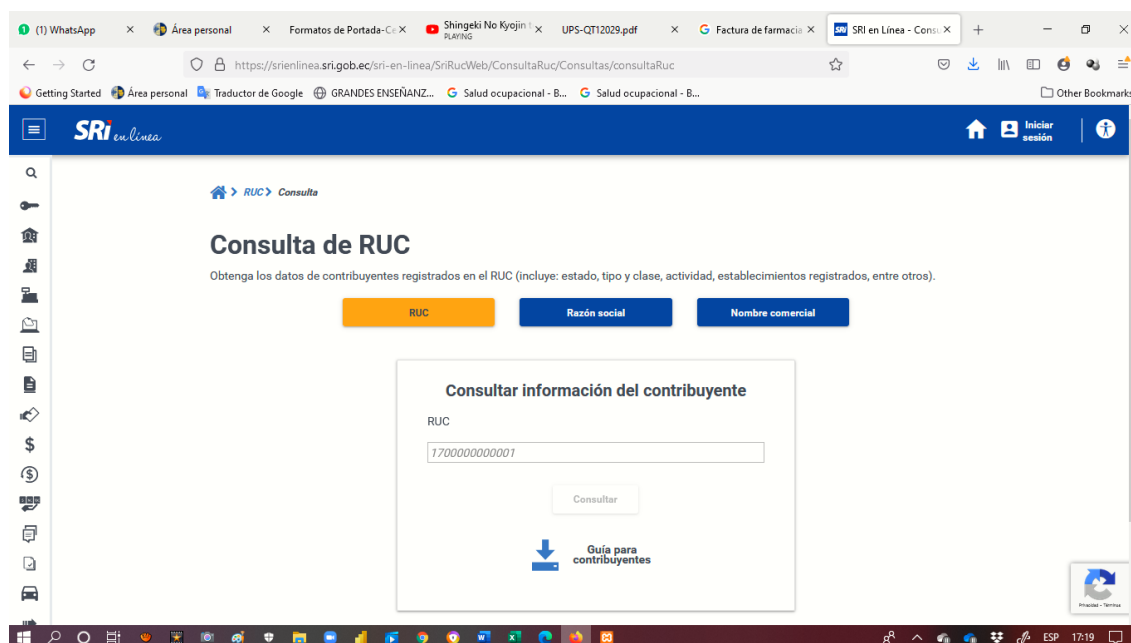 (1) WhatsApp
Área personal
Formatos de Portada-Ce
Shingeki No Kyojin
PLAYING
UPS-QT12029.pdf
Factura de farmacia
SRI en Línea - Consu
https://srienlinea.sri.gob.ec/sri-en-linea/SriRucWeb/ConsultaRuc/Consultas/consultaRuc
Getting Started
Área personal
Traductor de Google
GRANDES ENSEÑANZ...
Salud ocupacional - B...
Salud ocupacional - B...
Other Bookmarks
SRi en línea
Iniciar
sesión
RUC > Consulta
Consulta de RUC
Obtenga los datos de contribuyentes registrados en el RUC (incluye: estado, tipo y clase, actividad, establecimientos registrados, entre otros).
RUC
Razón social
Nombre comercial
Consultar información del contribuyente
RUC
1700000000001
Consultar
Guía para
contribuyentes
Privacidad - Términos
ESP
17:19